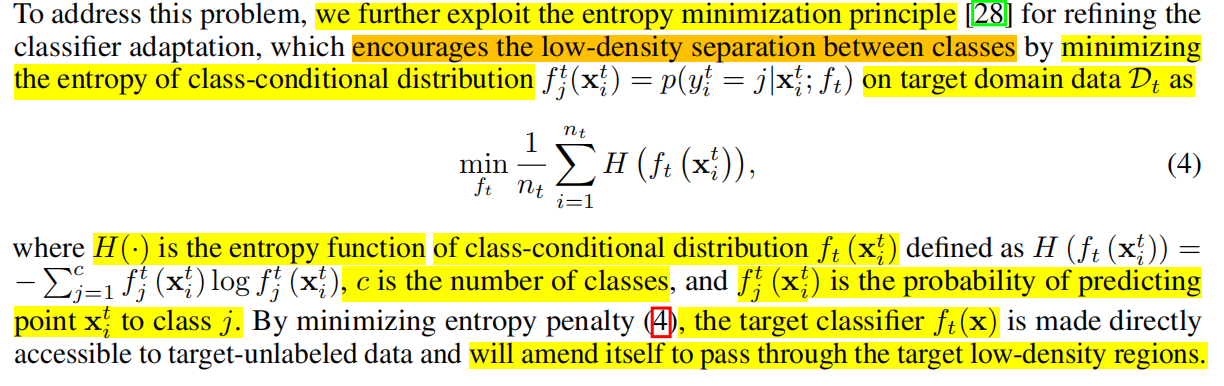 To address this problem, we further exploit the entropy minimization principle [28] for refining the
classifier adaptation, which encourages the low-density separation between classes by minimizing
the entropy of class-conditional distribution $f_j^t(\mathbf{x}_i^t) = p(y_i^t = j|\mathbf{x}_i^t; f_t)$ on target domain data $\mathcal{D}_t$ as
$\min_{f_t} \frac{1}{n_t} \sum_{i=1}^{n_t} H\left(f_t\left(\mathbf{x}_i^t\right)\right),$ (4)
where $H(\cdot)$ is the entropy function of class-conditional distribution $f_t\left(\mathbf{x}_i^t\right)$ defined as $H\left(f_t\left(\mathbf{x}_i^t\right)\right) =$
$-\sum_{j=1}^{c} f_j^t\left(\mathbf{x}_i^t\right) \log f_j^t\left(\mathbf{x}_i^t\right)$, $c$ is the number of classes, and $f_j^t\left(\mathbf{x}_i^t\right)$ is the probability of predicting
point $\mathbf{x}_i^t$ to class $j$. By minimizing entropy penalty (4), the target classifier $f_t(\mathbf{x})$ is made directly
accessible to target-unlabeled data and will amend itself to pass through the target low-density regions.